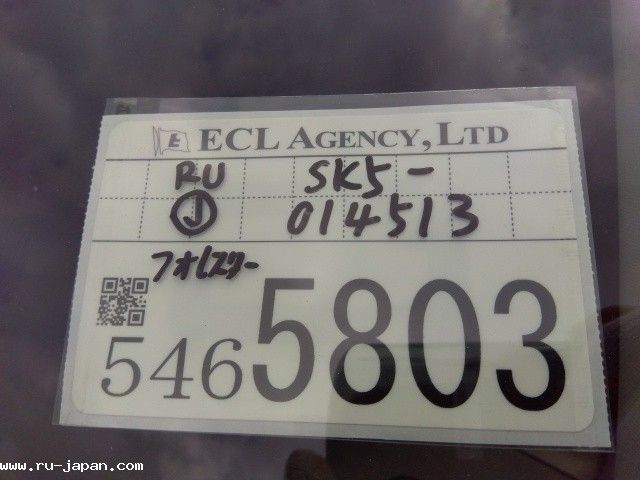 E ECL AGENCY, LTD
RU SK5-
J 014513
フォレスター
5465803
www.ru-japan.com